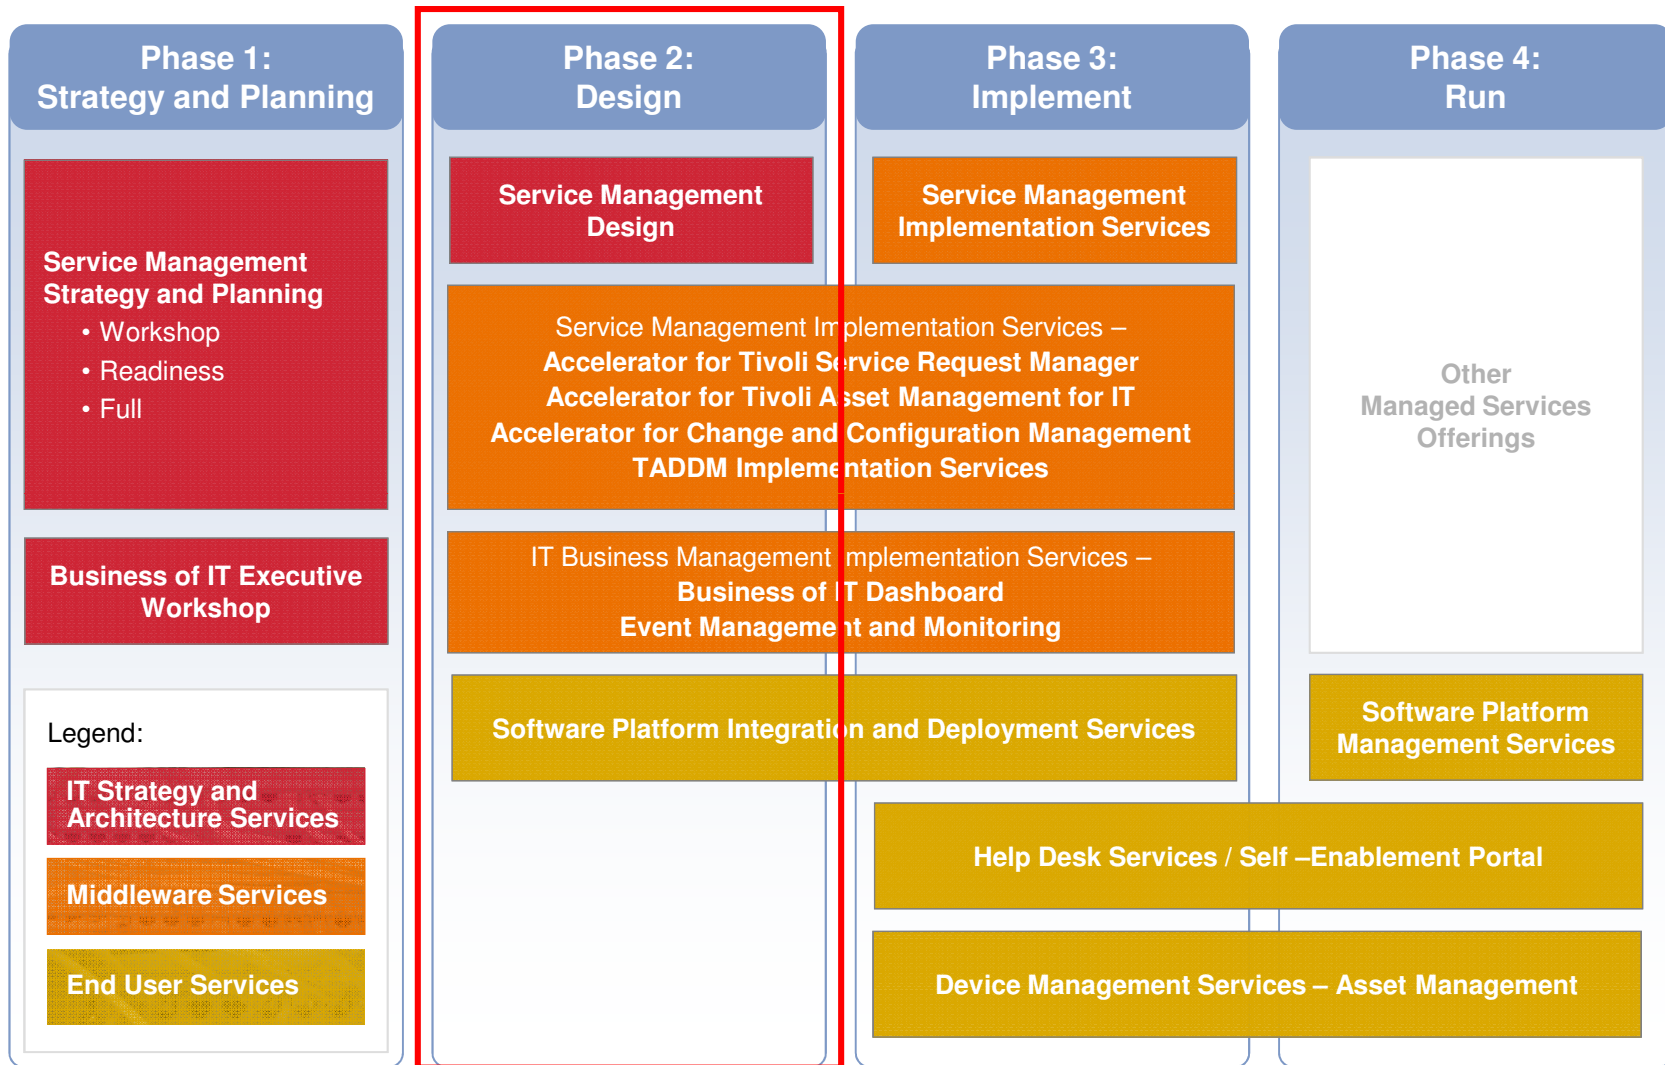 Phase 1:
Strategy and Planning
Service Management
Strategy and Planning
• Workshop
• Readiness
• Full
Business of IT Executive
Workshop
Legend:
IT Strategy and
Architecture Services
Middleware Services
End User Services
Phase 2:
Design
Service Management
Design
Phase 3:
Implement
Service Management
Implementation Services
Service Management Implementation Services –
Accelerator for Tivoli Service Request Manager
Accelerator for Tivoli Asset Management for IT
Accelerator for Change and Configuration Management
TADDM Implementation Services
IT Business Management Implementation Services –
Business of IT Dashboard
Event Management and Monitoring
Software Platform Integration and Deployment Services
Phase 4:
Run
Other
Managed Services
Offerings
Software Platform
Management Services
Help Desk Services / Self –Enablement Portal
Device Management Services – Asset Management